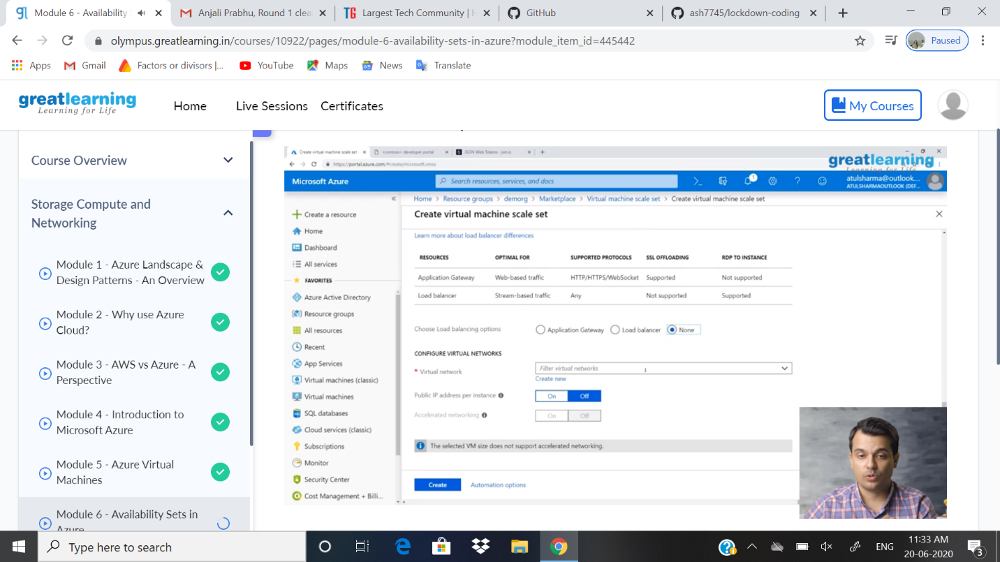 Module 6 - Availability
Anjali Prabhu, Round 1 clea
TG Largest Tech Community | H
GitHub
ash7745/lockdown-coding
olympus.greatlearning.in/courses/10922/pages/module-6-availability-sets-in-azure?module_item_id=445442
Paused
Apps
Gmail
Factors or divisors |...
YouTube
Maps
News
Translate
greatlearning
Learning for Life
Home
Live Sessions
Certificates
My Courses
Course Overview
Storage Compute and
Networking
Module 1 - Azure Landscape &
Design Patterns - An Overview
Module 2 - Why use Azure
Cloud?
Module 3 - AWS vs Azure - A
Perspective
Module 4 - Introduction to
Microsoft Azure
Module 5 - Azure Virtual
Machines
Module 6 - Availability Sets in
Azure
Create virtual machine scale set -
<contoso> developer portal
JSON Web Tokens - jwt.io
https://portal.azure.com/#create/microsoft.vmss
greatlearning
Learning for Life
Microsoft Azure
Search resources, services, and docs
1
atulsharma@outlook....
ATULSHARMAOUTLOOK (DEF...
Create a resource
Home
Dashboard
All services
FAVORITES
Azure Active Directory
Resource groups
All resources
Recent
App Services
Virtual machines (classic)
Virtual machines
SQL databases
Cloud services (classic)
Subscriptions
Monitor
Security Center
Cost Management + Billi...
Home > Resource groups > demorg > Marketplace > Virtual machine scale set > Create virtual machine scale set
Create virtual machine scale set
Learn more about load balancer differences
RESOURCES OPTIMAL FOR SUPPORTED PROTOCOLS SSL OFFLOADING RDP TO INSTANCE
Application Gateway Web-based traffic HTTP/HTTPS/WebSocket Supported Not supported
Load balancer Stream-based traffic Any Not supported Supported
Choose Load balancing options Application Gateway Load balancer None
CONFIGURE VIRTUAL NETWORKS
* Virtual network Filter virtual networks
Create new
Public IP address per instance On Off
Accelerated networking On Off
The selected VM size does not support accelerated networking.
Create Automation options
Type here to search
ENG
11:33 AM
20-06-2020
3